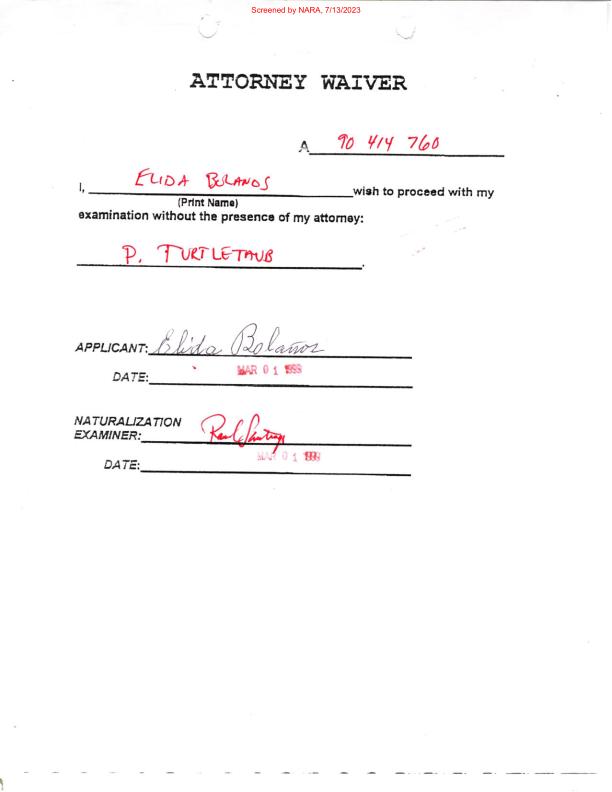 Screened by NARA, 7/13/2023
ATTORNEY WAIVER
A 90 414 760
I, ELIDA BOLANOS wish to proceed with my
(Print Name)
examination without the presence of my attorney:
P. TURTLETAUB.
APPLICANT: Elida Bolaños
DATE: MAR 01 1999
NATURALIZATION
EXAMINER:
DATE: MAR 01 1999